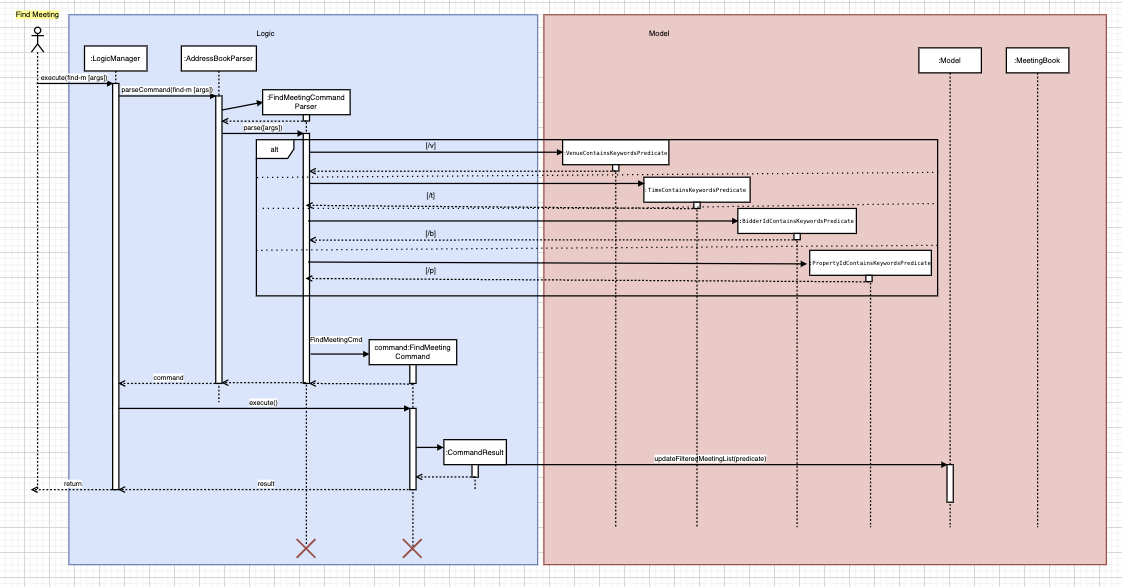 Find Meeting
Logic
Model
:LogicManager
:AddressBookParser
:Model
:MeetingBook
execute(find-m [args])
parseCommand(find-m [args])
:FindMeetingCommand
Parser
parse([args])
alt
[/v]
:VenueContainsKeywordsPredicate
[/t]
:TimeContainsKeywordsPredicate
:BidderIdContainsKeywordsPredicate
[/b]
:PropertyIdContainsKeywordsPredicate
[/p]
FindMeetingCmd
command:FindMeeting
Command
command
execute()
:CommandResult
updateFilteredMeetingList(predicate)
return
result